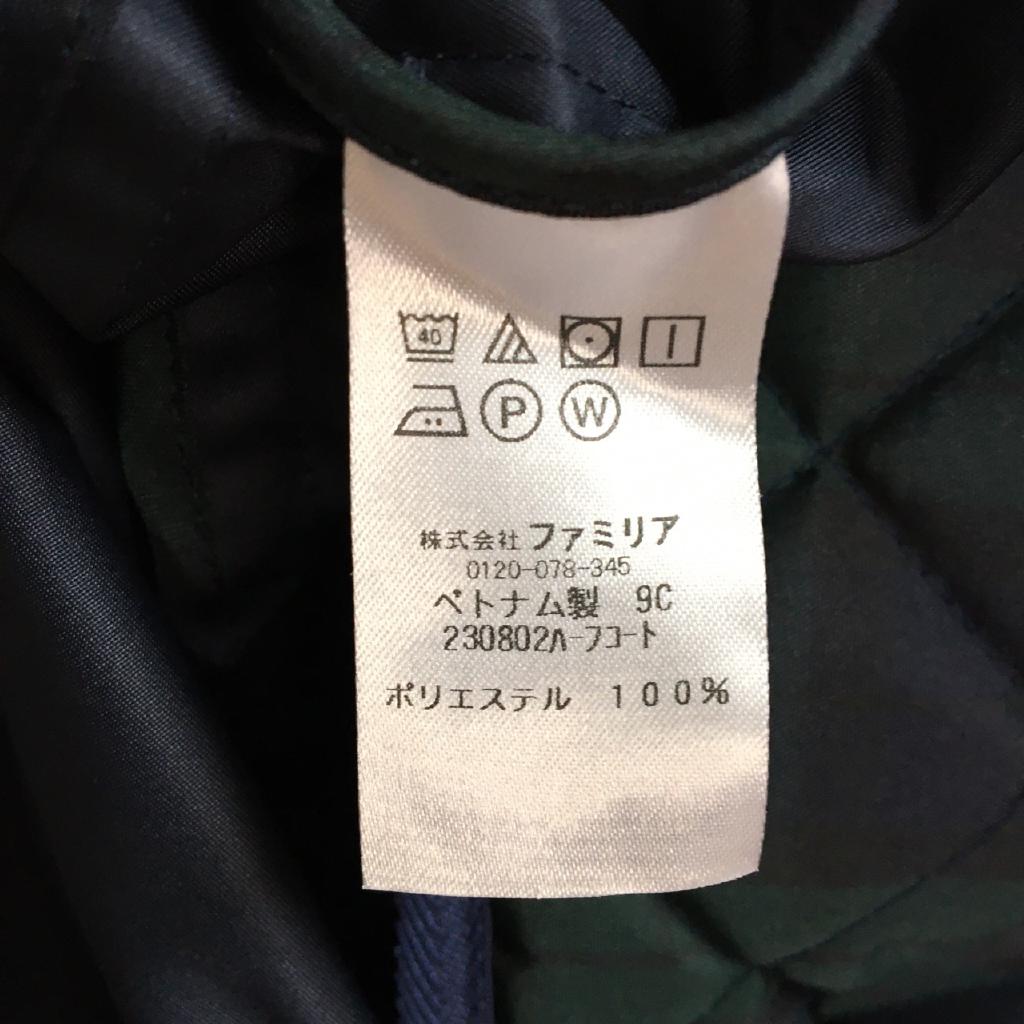 40
P W
株式会社 ファミリア
0120-078-345
ベトナム製 9C
230802ハーフコート
ポリエステル 100%